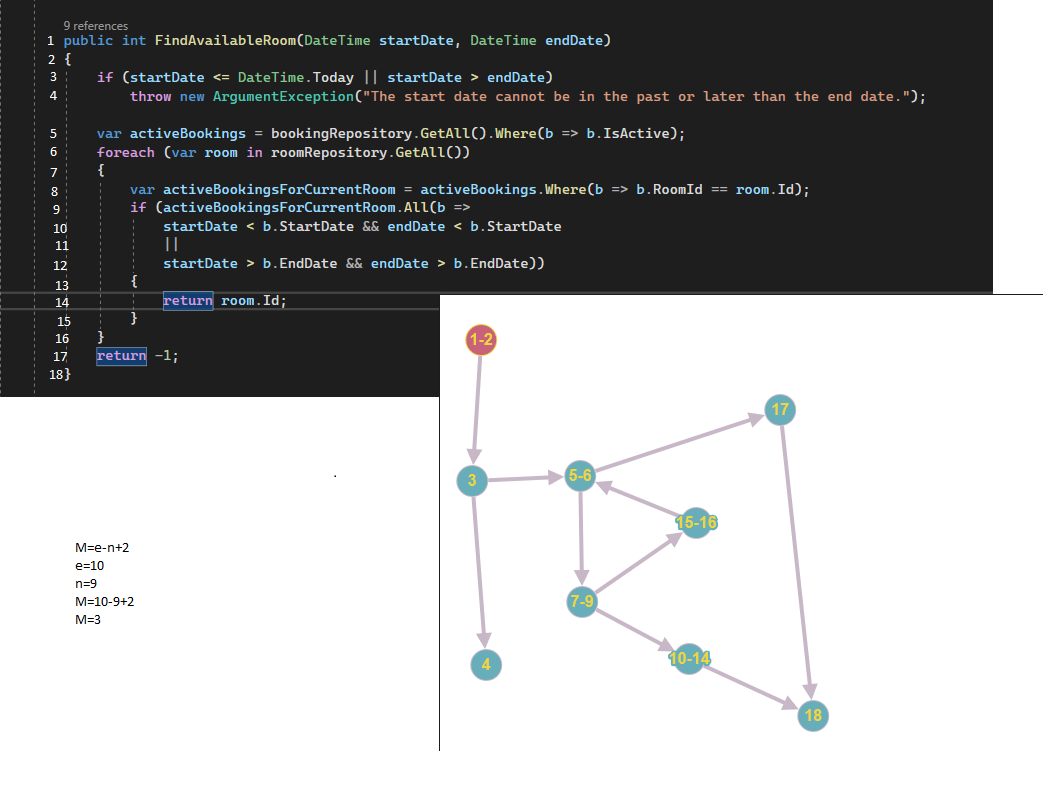 9 references
1 public int FindAvailableRoom(DateTime startDate, DateTime endDate)
2 {
3 if (startDate <= DateTime.Today || startDate > endDate)
4 throw new ArgumentException("The start date cannot be in the past or later than the end date.");
5 var activeBookings = bookingRepository.GetAll().Where(b => b.IsActive);
6 foreach (var room in roomRepository.GetAll())
7 {
8 var activeBookingsForCurrentRoom = activeBookings.Where(b => b.RoomId == room.Id);
9 if (activeBookingsForCurrentRoom.All(b =>
10 startDate < b.StartDate && endDate < b.StartDate
11 ||
12 startDate > b.EndDate && endDate > b.EndDate))
13 {
14 return room.Id;
15 }
16 }
17 return -1;
18 }
M=e-n+2
e=10
n=9
M=10-9+2
M=3
1-2
17
3
5-6
15-16
7-9
10-14
4
18